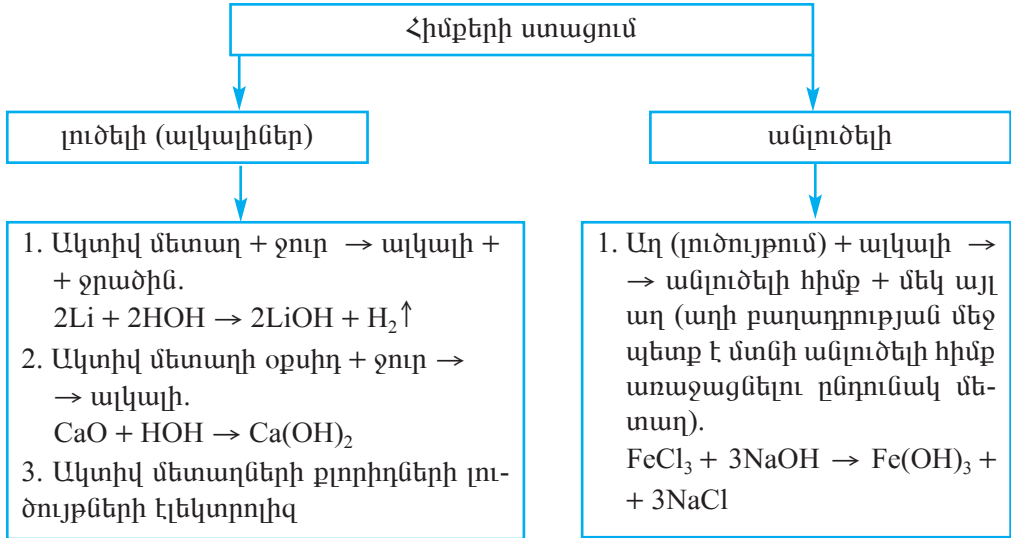 Հիմքերի ստացում
լուծելի (ալկալիներ)
անլուծելի
1. Ակտիվ մետաղ + ջուր → ալկալի +
+ ջրածին.
2Li + 2HOH → 2LiOH + H₂↑
2. Ակտիվ մետաղի օքսիդ + ջուր →
→ ալկալի.
CaO + HOH → Ca(OH)₂
3. Ակտիվ մետաղների քլորիդների լու-
ծույթների էլեկտրոլիզ
1. Աղ (լուծույթում) + ալկալի →
→ անլուծելի հիմք + մեկ այլ
աղ (աղի բաղադրության մեջ
պետք է մտնի անլուծելի հիմք
առաջացնելու ընդունակ մե-
տաղ).
FeCl₃ + 3NaOH → Fe(OH)₃ +
+ 3NaCl